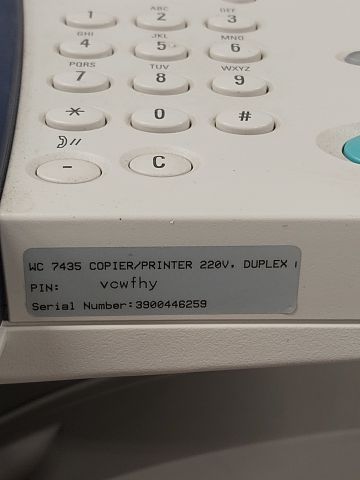 1 ABC 2 DEF 3
GHI 4 JKL 5 MNO 6
PQRS 7 TUV 8 WXYZ 9
* 0 #
- C
WC 7435 COPIER/PRINTER 220V. DUPLEX
PIN: vcwfhy
Serial Number:3900446259